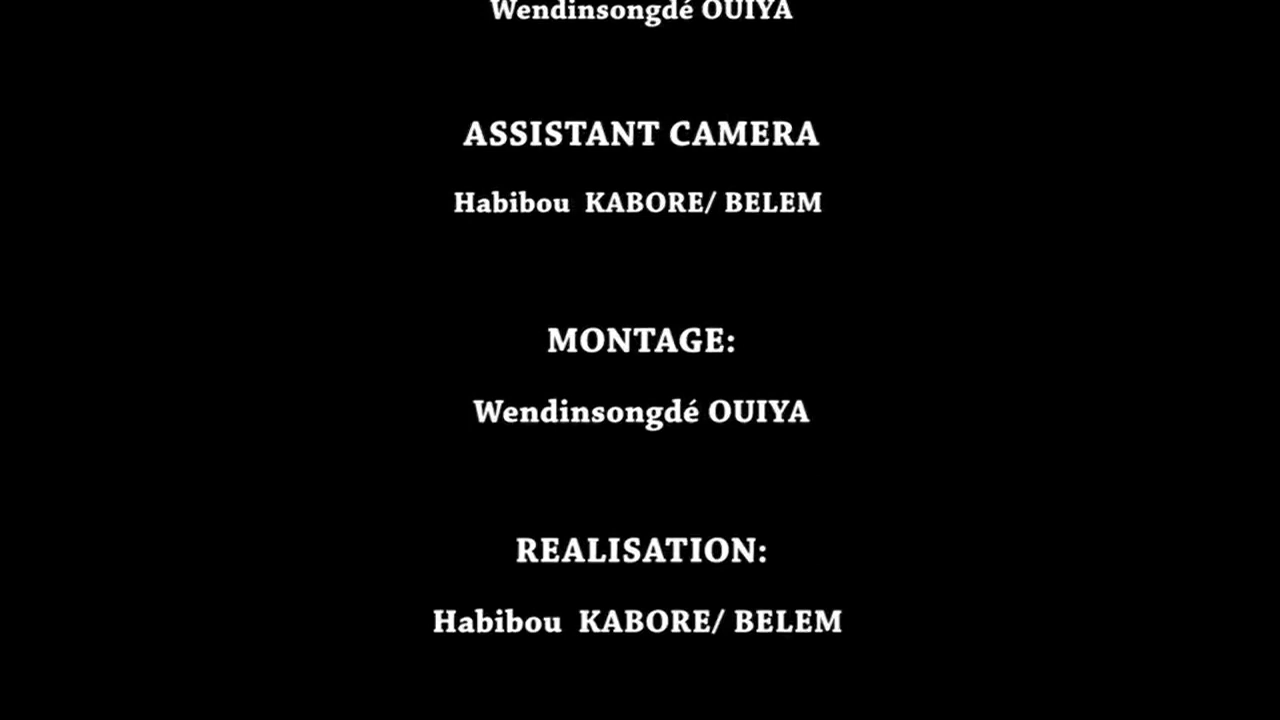 Wendinsongdé OUIYA
ASSISTANT CAMERA
Habibou KABORE/ BELEM
MONTAGE:
Wendinsongdé OUIYA
REALISATION:
Habibou KABORE/ BELEM